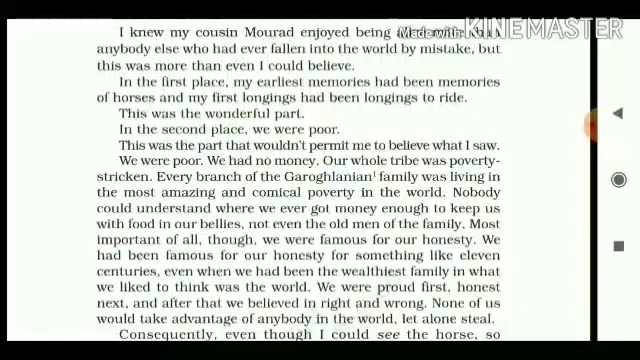 I knew my cousin Mourad enjoyed being
Made with KINEMASTER
anybody else who had ever fallen into the world by mistake, but
this was more than even I could believe.
In the first place, my earliest memories had been memories
of horses and my first longings had been longings to ride.
This was the wonderful part.
In the second place, we were poor.
This was the part that wouldn't permit me to believe what I saw.
We were poor. We had no money. Our whole tribe was poverty-
stricken. Every branch of the Garoghlanian¹ family was living in
the most amazing and comical poverty in the world. Nobody
could understand where we ever got money enough to keep us
with food in our bellies, not even the old men of the family. Most
important of all, though, we were famous for our honesty. We
had been famous for our honesty for something like eleven
centuries, even when we had been the wealthiest family in what
we liked to think was the world. We were proud first, honest
next, and after that we believed in right and wrong. None of us
would take advantage of anybody in the world, let alone steal.
Consequently, even though I could see the horse, so